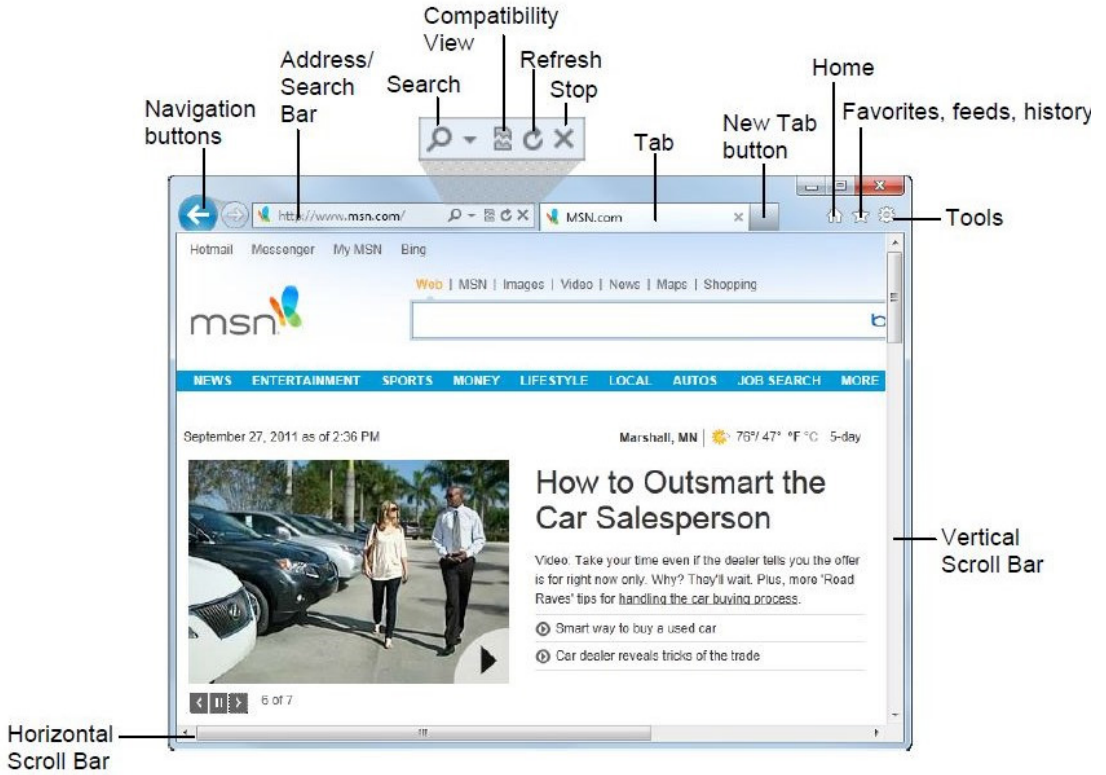 Compatibility
View
Address/
Search
Bar
Search
Refresh
Stop
Home
Navigation
buttons
Tab
New Tab
button
Favorites, feeds, history
http://www.msn.com/
MSN.com
Tools
Hotmail Messenger My MSN Bing
Web | MSN | Images | Video | News | Maps | Shopping
msn
b
NEWS ENTERTAINMENT SPORTS MONEY LIFESTYLE LOCAL AUTOS JOB SEARCH MORE
September 27, 2011 as of 2:36 PM
Marshall, MN | 76°/ 47° °F °C 5-day
How to Outsmart the
Car Salesperson
Video: Take your time even if the dealer tells you the offer
is for right now only. Why? They'll wait. Plus, more 'Road
Raves' tips for handling the car buying process.
Smart way to buy a used car
Car dealer reveals tricks of the trade
6 of 7
Vertical
Scroll Bar
Horizontal
Scroll Bar